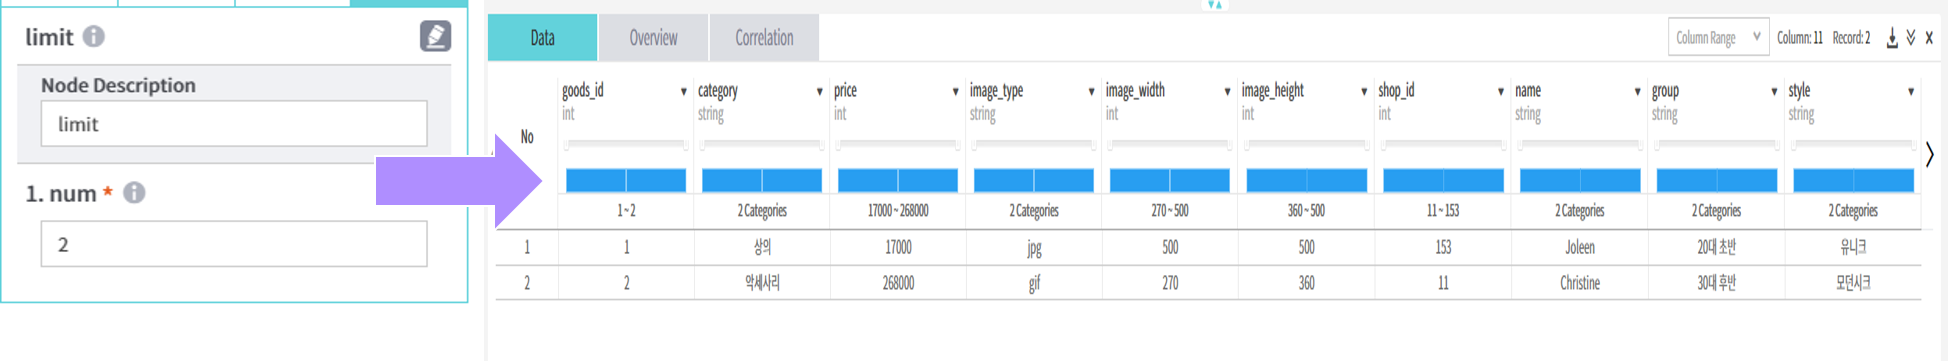 limit
Node Description
limit
1. num *
2
Data Overview Correlation
Column Range Column: 11 Record: 2
goods_id category price image_type image_width image_height shop_id name group style
int string int string int int int string string string
No
1 ~ 2 2 Categories 17000 ~ 268000 2 Categories 270 ~ 500 360 ~ 500 11 ~ 153 2 Categories 2 Categories 2 Categories
1 1 상의 17000 jpg 500 500 153 Joleen 20대 초반 유니크
2 2 악세사리 268000 gif 270 360 11 Christine 30대 후반 모던시크